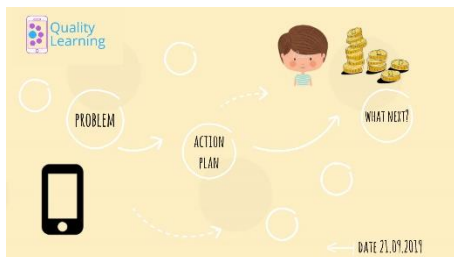 Quality
Learning
PROBLEM
ACTION
PLAN
WHAT NEXT?
DATE 21.09.2019